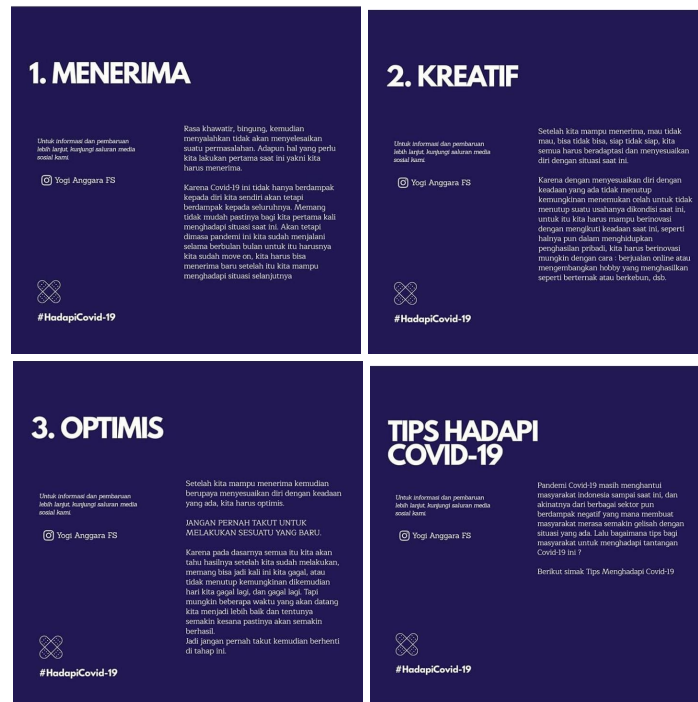 1. MENERIMA
Untuk informasi dan pembaruan
lebih lanjut, kunjungi saluran media
sosial kami.
Yogi Anggara FS
Rasa khawatir, bingung, kemudian
menyalahkan tidak akan menyelesaikan
suatu permasalahan. Adapun hal yang perlu
kita lakukan pertama saat ini yakni kita
harus menerima.
Karena Covid-19 ini tidak hanya berdampak
kepada diri kita sendiri akan tetapi
berdampak kepada seluruhnya. Memang
tidak mudah pastinya bagi kita pertama kali
menghadapi situasi saat ini. Akan tetapi
dimasa pandemi ini kita sudah menjalani
selama berbulan bulan untuk itu harusnya
kita sudah move on, kita harus bisa
menerima baru setelah itu kita mampu
menghadapi situasi selanjutnya
#HadapiCovid-19
2. KREATIF
Untuk informasi dan pembaruan
lebih lanjut, kunjungi saluran media
sosial kami.
Yogi Anggara FS
Setelah kita mampu menerima, mau tidak
mau, bisa tidak bisa, siap tidak siap, kita
semua harus beradaptasi dan menyesuaikan
diri dengan situasi saat ini.
Karena dengan menyesuaikan diri dengan
keadaan yang ada tidak menutup
kemungkinan menemukan celah untuk tidak
menutup suatu usahanya dikondisi saat ini,
untuk itu kita harus mampu berinovasi
dengan mengikuti keadaan saat ini, seperti
halnya pun dalam menghidupkan
penghasilan pribadi, kita harus berinovasi
mungkin dengan cara : berjualan online atau
mengembangkan hobby yang menghasilkan
seperti berternak atau berkebun, dsb.
#HadapiCovid-19
3. OPTIMIS
Untuk informasi dan pembaruan
lebih lanjut, kunjungi saluran media
sosial kami.
Yogi Anggara FS
Setelah kita mampu menerima kemudian
berupaya menyesuaikan diri dengan keadaan
yang ada, kita harus optimis.
JANGAN PERNAH TAKUT UNTUK
MELAKUKAN SESUATU YANG BARU.
Karena pada dasarnya semua itu kita akan
tahu hasilnya setelah kita sudah melakukan,
memang bisa jadi kali ini kita gagal, atau
tidak menutup kemungkinan dikemudian
hari kita gagal lagi, dan gagal lagi. Tapi
mungkin beberapa waktu yang akan datang
kita menjadi lebih baik dan tentunya
semakin kesana pastinya akan semakin
berhasil.
Jadi jangan pernah takut kemudian berhenti
di tahap ini.
#HadapiCovid-19
TIPS HADAPI
COVID-19
Untuk informasi dan pembaruan
lebih lanjut, kunjungi saluran media
sosial kami.
Yogi Anggara FS
Pandemi Covid-19 masih menghantui
masyarakat indonesia sampai saat ini, dan
akinatnya dari berbagai sektor pun
berdampak negatif yang mana membuat
masyarakat merasa semakin gelisah dengan
situasi yang ada. Lalu bagaimana tips bagi
masyarakat untuk menghadapi tantangan
Covid-19 ini ?
Berikut simak Tips Menghadapi Covid-19
#HadapiCovid-19